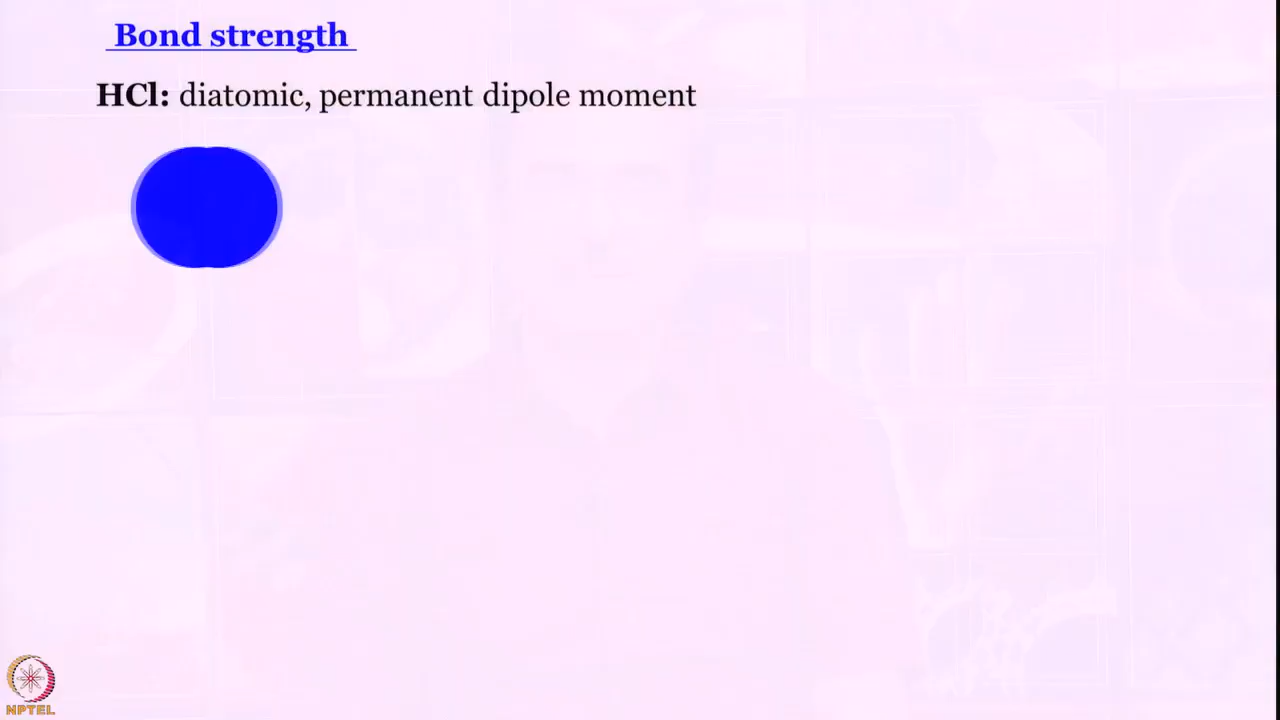 Bond strength
HCl: diatomic, permanent dipole moment
NPTEL